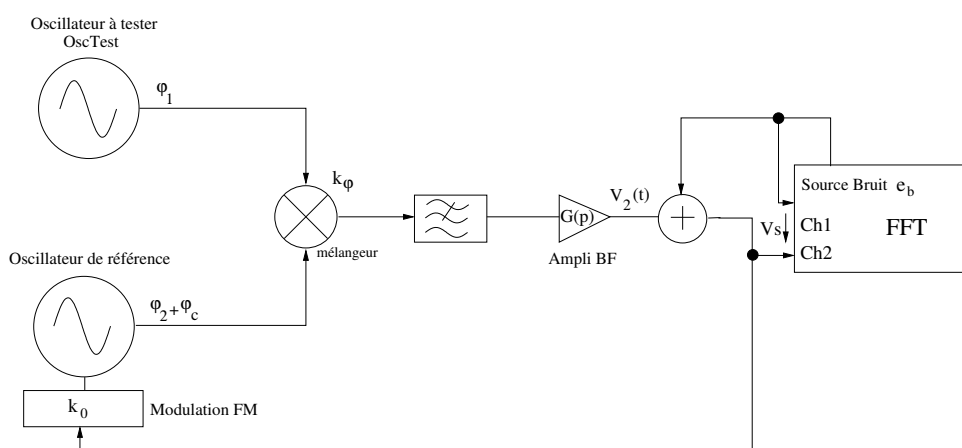 Oscillateur à tester
OscTest
φ1
kφ
mélangeur
G(p)
Ampli BF
V2(t)
+
Source Bruit eb
Vs
Ch1
FFT
Ch2
Oscillateur de référence
φ2+φc
k0
Modulation FM